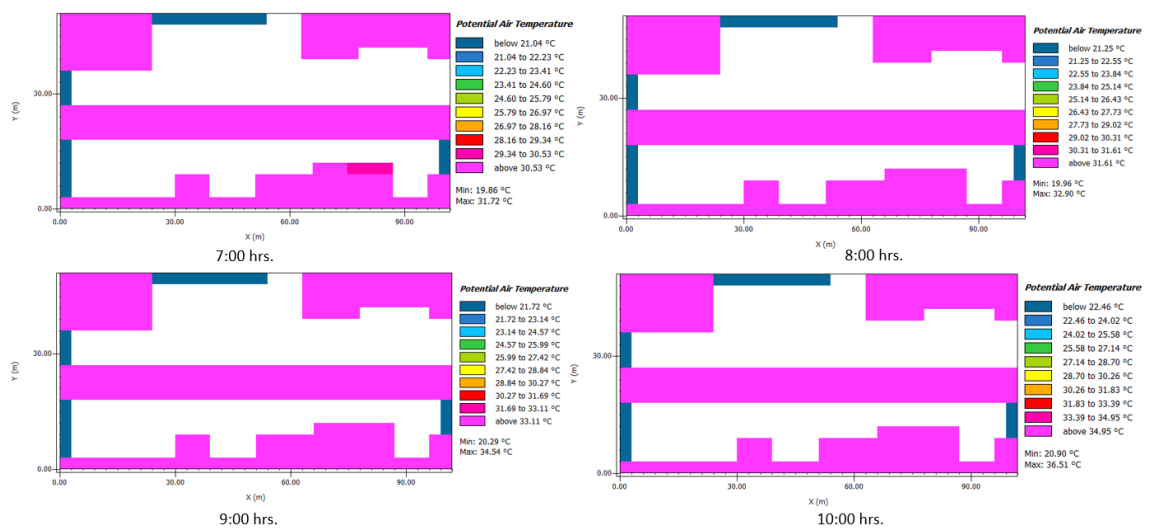 Potential Air Temperature
below 21.04 °C
21.04 to 22.23 °C
22.23 to 23.41 °C
23.41 to 24.60 °C
24.60 to 25.79 °C
25.79 to 26.97 °C
26.97 to 28.16 °C
28.16 to 29.34 °C
29.34 to 30.53 °C
above 30.53 °C
Min: 19.86 °C
Max: 31.72 °C
Y (m)
30.00
0.00
0.00 30.00 60.00 90.00
X (m)
7:00 hrs.
Potential Air Temperature
below 21.25 °C
21.25 to 22.55 °C
22.55 to 23.84 °C
23.84 to 25.14 °C
25.14 to 26.43 °C
26.43 to 27.73 °C
27.73 to 29.02 °C
29.02 to 30.31 °C
30.31 to 31.61 °C
above 31.61 °C
Min: 19.96 °C
Max: 32.90 °C
Y (m)
30.00
0.00
0.00 30.00 60.00 90.00
X (m)
8:00 hrs.
Potential Air Temperature
below 21.72 °C
21.72 to 23.14 °C
23.14 to 24.57 °C
24.57 to 25.99 °C
25.99 to 27.42 °C
27.42 to 28.84 °C
28.84 to 30.27 °C
30.27 to 31.69 °C
31.69 to 33.11 °C
above 33.11 °C
Min: 20.29 °C
Max: 34.54 °C
Y (m)
30.00
0.00
0.00 30.00 60.00 90.00
X (m)
9:00 hrs.
Potential Air Temperature
below 22.46 °C
22.46 to 24.02 °C
24.02 to 25.58 °C
25.58 to 27.14 °C
27.14 to 28.70 °C
28.70 to 30.26 °C
30.26 to 31.83 °C
31.83 to 33.39 °C
33.39 to 34.95 °C
above 34.95 °C
Min: 20.90 °C
Max: 36.51 °C
Y (m)
30.00
0.00
0.00 30.00 60.00 90.00
X (m)
10:00 hrs.